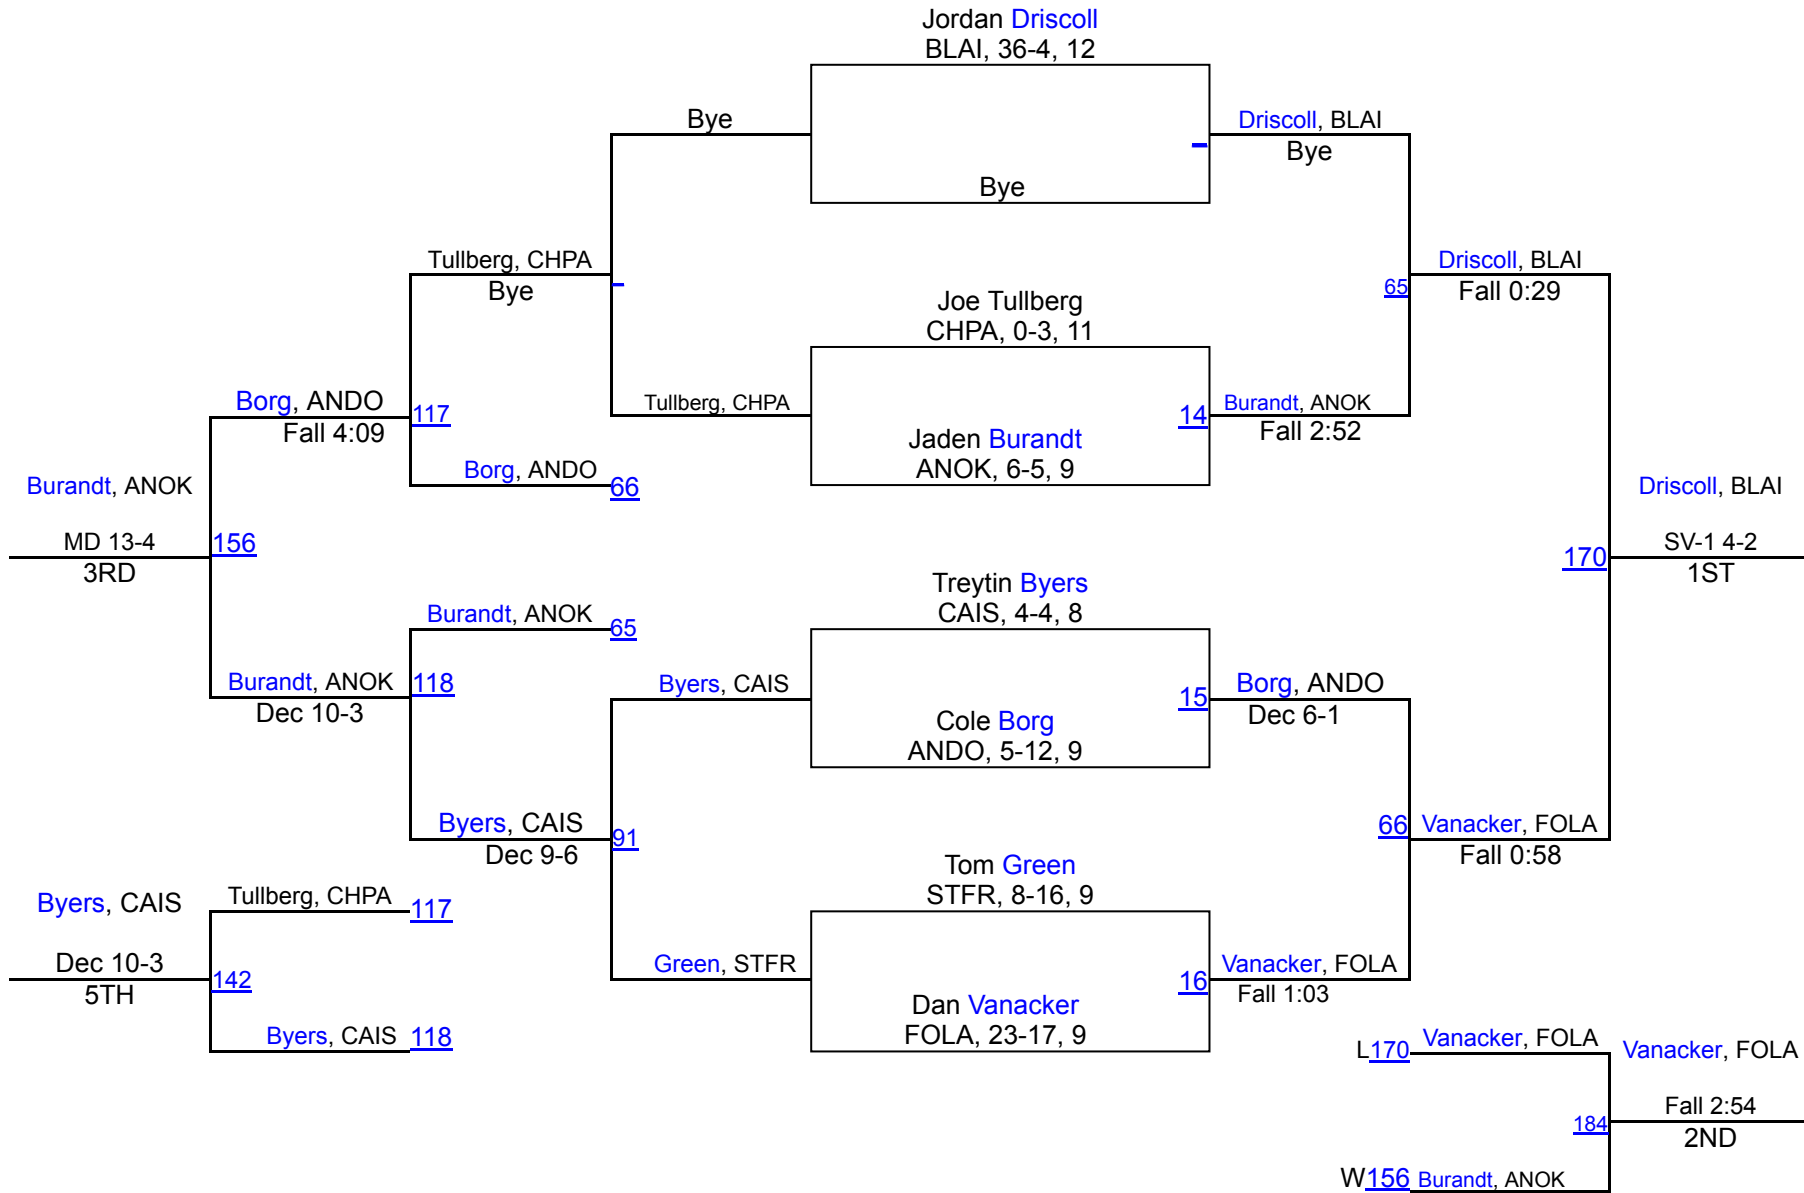 Jordan Driscoll
BLAI, 36-4, 12
Bye
Driscoll, BLAI
Bye
Bye
Tullberg, CHPA
Bye
Driscoll, BLAI
65
Fall 0:29
Joe Tullberg
CHPA, 0-3, 11
Borg, ANDO
117
Fall 4:09
Tullberg, CHPA
14
Burandt, ANOK
Fall 2:52
Jaden Burandt
ANOK, 6-5, 9
Borg, ANDO
66
Burandt, ANOK
Driscoll, BLAI
MD 13-4
156
3RD
170
SV-1 4-2
1ST
Treytin Byers
CAIS, 4-4, 8
Burandt, ANOK
65
Burandt, ANOK
118
Dec 10-3
Byers, CAIS
15
Borg, ANDO
Dec 6-1
Cole Borg
ANDO, 5-12, 9
Byers, CAIS
91
Dec 9-6
66
Vanacker, FOLA
Fall 0:58
Tom Green
STFR, 8-16, 9
Byers, CAIS
Tullberg, CHPA
117
Dec 10-3
142
5TH
Green, STFR
16
Vanacker, FOLA
Fall 1:03
Dan Vanacker
FOLA, 23-17, 9
Byers, CAIS
118
L170
Vanacker, FOLA
Vanacker, FOLA
Fall 2:54
184
2ND
W156
Burandt, ANOK